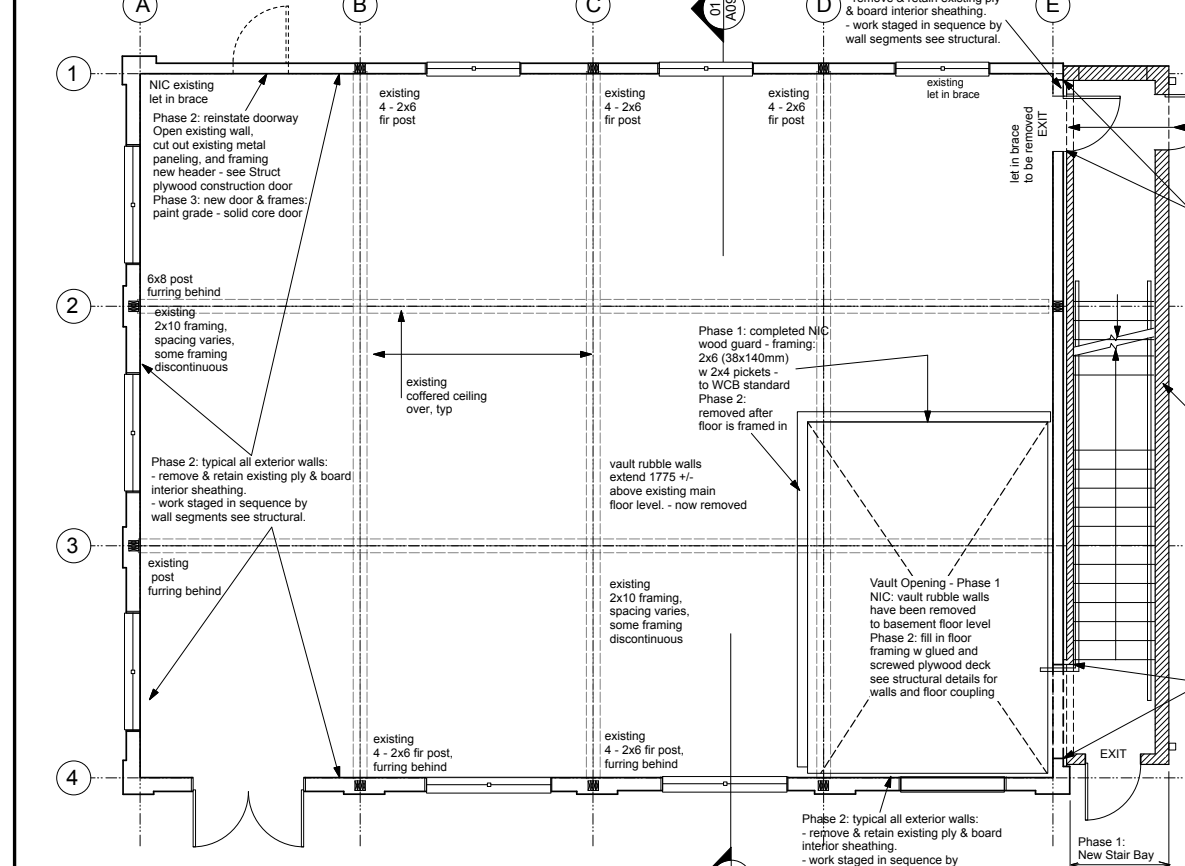 A
B
C
D
E
01
A09
remove & retain existing ply
& board interior sheathing.
- work staged in sequence by
wall segments see structural.
1
NIC existing
let in brace
Phase 2: reinstate doorway
Open existing wall,
cut out existing metal
paneling, and framing
new header - see Struct
plywood construction door
Phase 3: new door & frames:
paint grade - solid core door
existing
4 - 2x6
fir post
existing
4 - 2x6
fir post
existing
4 - 2x6
fir post
existing
let in brace
let in brace
to be removed
EXIT
2
6x8 post
furring behind
existing
2x10 framing,
spacing varies,
some framing
discontinuous
existing
coffered ceiling
over, typ
Phase 1: completed NIC
wood guard - framing:
2x6 (38x140mm)
w 2x4 pickets -
to WCB standard
Phase 2:
removed after
floor is framed in
Phase 2: typical all exterior walls:
- remove & retain existing ply & board
interior sheathing.
- work staged in sequence by
wall segments see structural.
vault rubble walls
extend 1775 +/-
above existing main
floor level. - now removed
3
existing
post
furring behind
existing
2x10 framing,
spacing varies,
some framing
discontinuous
Vault Opening - Phase 1
NIC: vault rubble walls
have been removed
to basement floor level
Phase 2: fill in floor
framing w glued and
screwed plywood deck
see structural details for
walls and floor coupling
existing
4 - 2x6 fir post,
furring behind
existing
4 - 2x6 fir post,
furring behind
4
EXIT
Phase 2: typical all exterior walls:
- remove & retain existing ply & board
interior sheathing.
- work staged in sequence by
Phase 1:
New Stair Bay